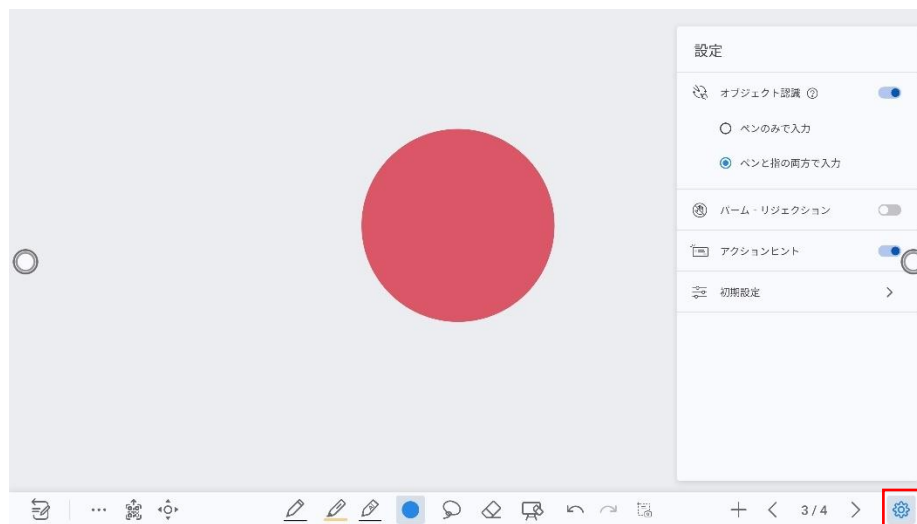 設定
オブジェクト認識 ?
ペンのみで入力
ペンと指の両方で入力
パーム・リジェクション
アクションヒント
初期設定
3 / 4